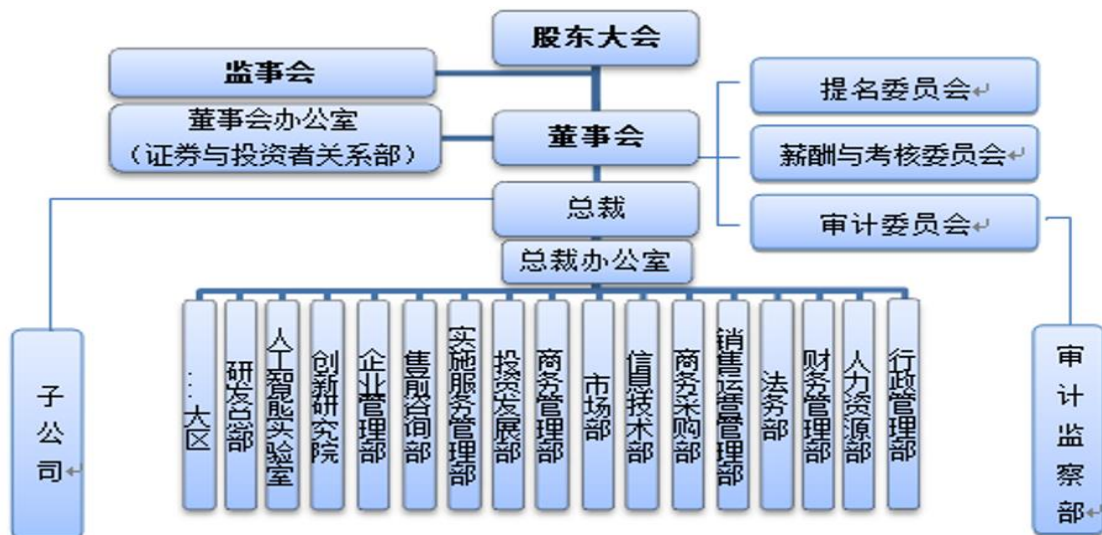 股东大会
监事会
董事会办公室
（证券与投资者关系部）
董事会
提名委员会
薪酬与考核委员会
审计委员会
总裁
总裁办公室
子公司
……大区
研发总部
人工智能实验室
创新研究院
企业管理部
售前咨询部
实施服务管理部
投资发展部
商务管理部
市场部
信息技术部
商务采购部
销售运营管理部
法务部
财务管理部
人力资源部
行政管理部
审计监察部